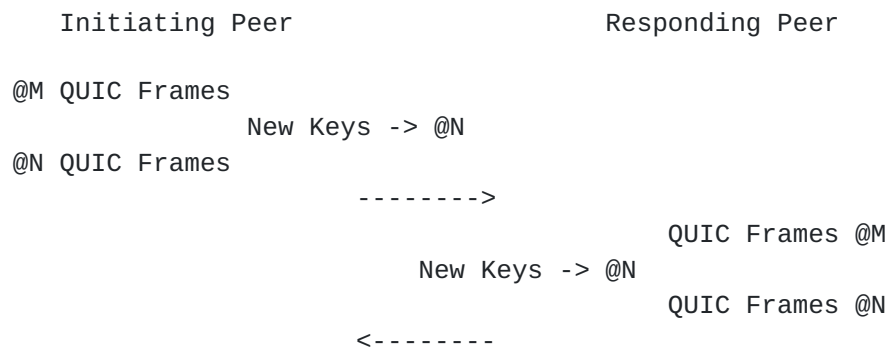 Initiating Peer Responding Peer
@M QUIC Frames
New Keys -> @N
@N QUIC Frames
-------->
QUIC Frames @M
New Keys -> @N
QUIC Frames @N
<--------